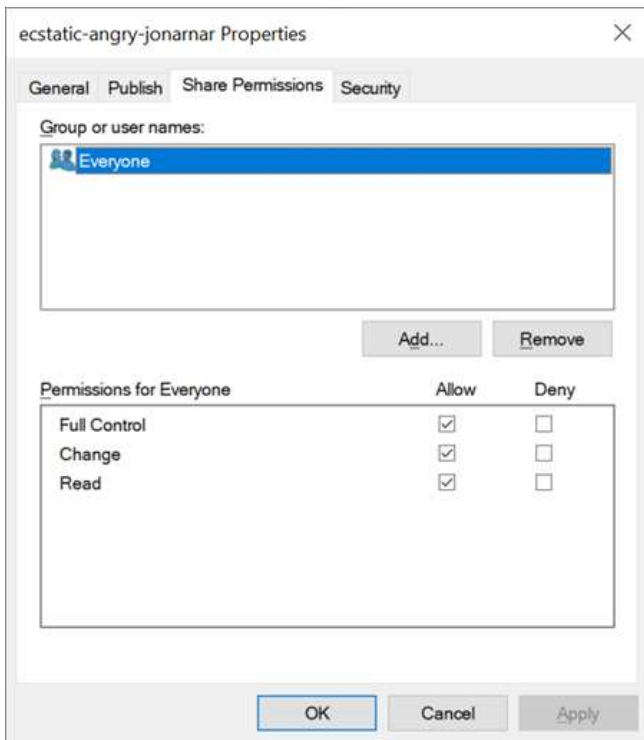 ecstatic-angry-jonarnar Properties
General Publish Share Permissions Security
Group or user names:
Everyone
Add... Remove
Permissions for Everyone Allow Deny
Full Control
Change
Read
OK Cancel Apply